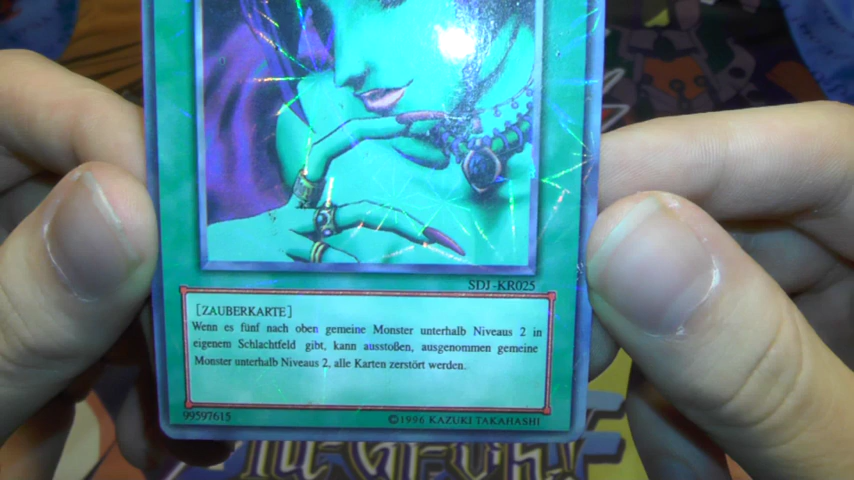 SDJ-KR025
[ZAUBERKARTE]
Wenn es fünf nach oben gemeine Monster unterhalb Niveaus 2 in
eigenem Schlachtfeld gibt, kann ausstoßen, ausgenommen gemeine
Monster unterhalb Niveaus 2, alle Karten zerstört werden.
99597615
©1996 KAZUKI TAKAHASHI